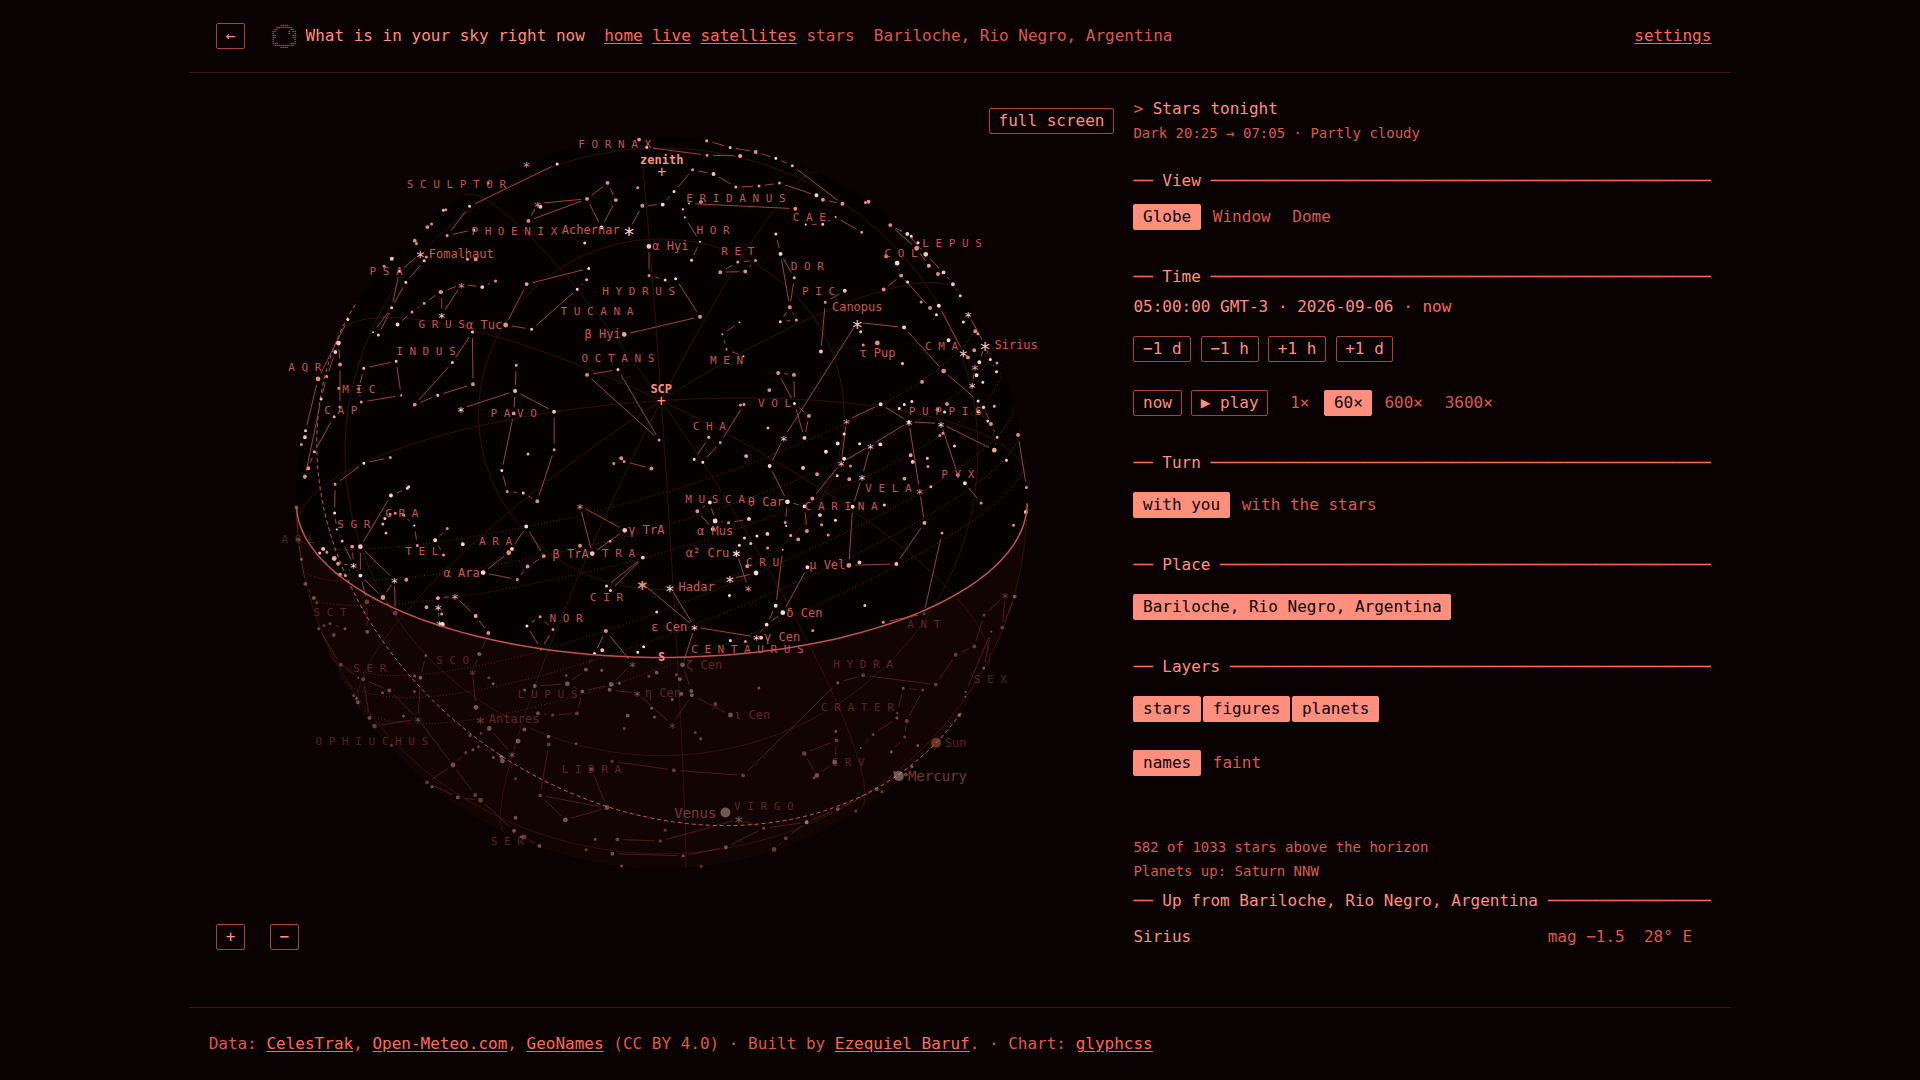 ← What is in your sky right now home live satellites stars Bariloche, Rio Negro, Argentina settings
full screen
FORNAX
zenith
SCULPTOR
ERIDANUS
CAE
PHOENIX Achernar
HOR
α Hyi
RET
LEPUS
COL
Fomalhaut
PSA
DOR
HYDRUS
PIC
TUCANA
Canopus
GRUS α Tuc
β Hyi
INDUS
OCTANS
MEN
τ Pup
CMA
Sirius
AQR
MIC
SCP
CAP
PAVO
VOL
PUPPIS
CHA
PYX
VELA
MUSCA θ Car
CARINA
CRA
SGR
γ TrA
α Mus
AQL
ARA
TEL
β TrA TRA
α² Cru
CRU
μ Vel
α Ara
Hadar
CIR
SCT
NOR
δ Cen
ε Cen
γ Cen
ANT
CENTAURUS
S
SCO
SER
ζ Cen
HYDRA
SEX
LUPUS
η Cen
CRATER
Antares
ι Cen
OPHIUCHUS
Sun
CRV
LIBRA
Mercury
Venus
VIRGO
SER
+ −
> Stars tonight
Dark 20:25 → 07:05 · Partly cloudy
View
Globe Window Dome
Time
05:00:00 GMT-3 · 2026-09-06 · now
−1 d −1 h +1 h +1 d
now ▶ play 1× 60× 600× 3600×
Turn
with you with the stars
Place
Bariloche, Rio Negro, Argentina
Layers
stars figures planets
names faint
582 of 1033 stars above the horizon
Planets up: Saturn NNW
Up from Bariloche, Rio Negro, Argentina
Sirius mag −1.5 28° E
Data: CelesTrak, Open-Meteo.com, GeoNames (CC BY 4.0) · Built by Ezequiel Baruf. · Chart: glyphcss